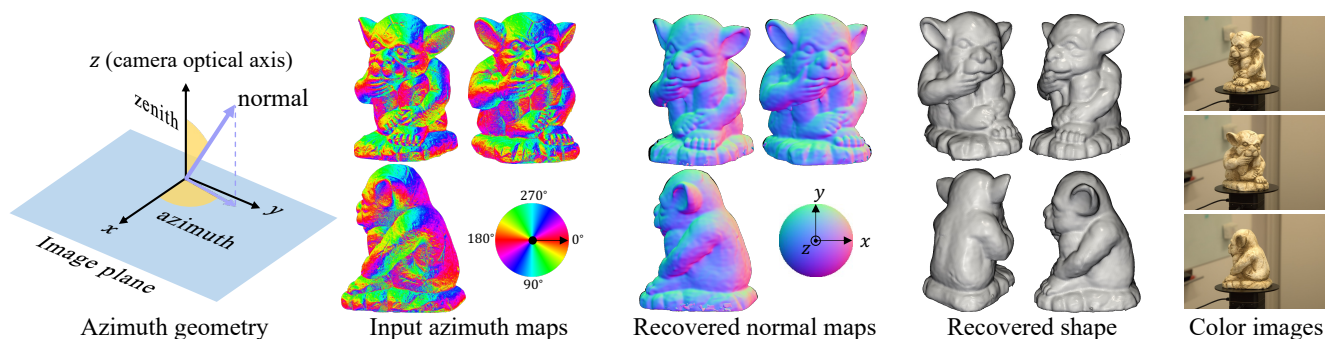 z (camera optical axis)
zenith
normal
y
azimuth
x
Image plane
Azimuth geometry
270°
180°
0°
90°
Input azimuth maps
y
x
z
Recovered normal maps
Recovered shape
Color images